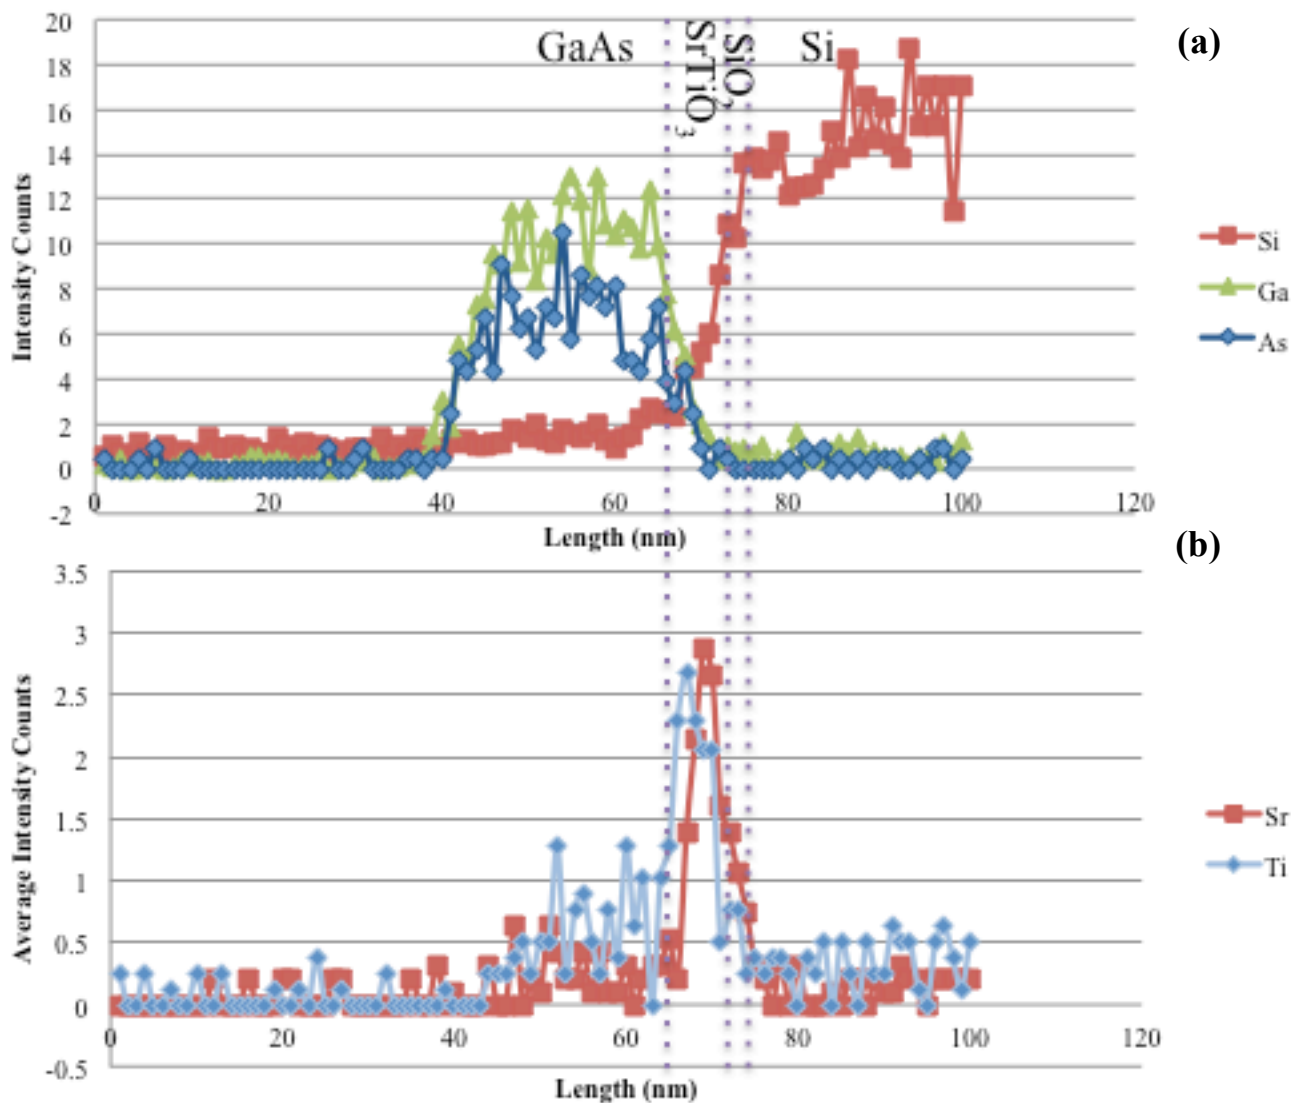 20
18
16
14
12
10
8
6
4
2
0
-2
0 20 40 60 80 100 120
Intensity Counts
Length (nm)
GaAs
SrTiO3
SiO2
Si
(a)
Si
Ga
As
(b)
3.5
3
2.5
2
1.5
1
0.5
0
-0.5
0 20 40 60 80 100 120
Average Intensity Counts
Length (nm)
Sr
Ti